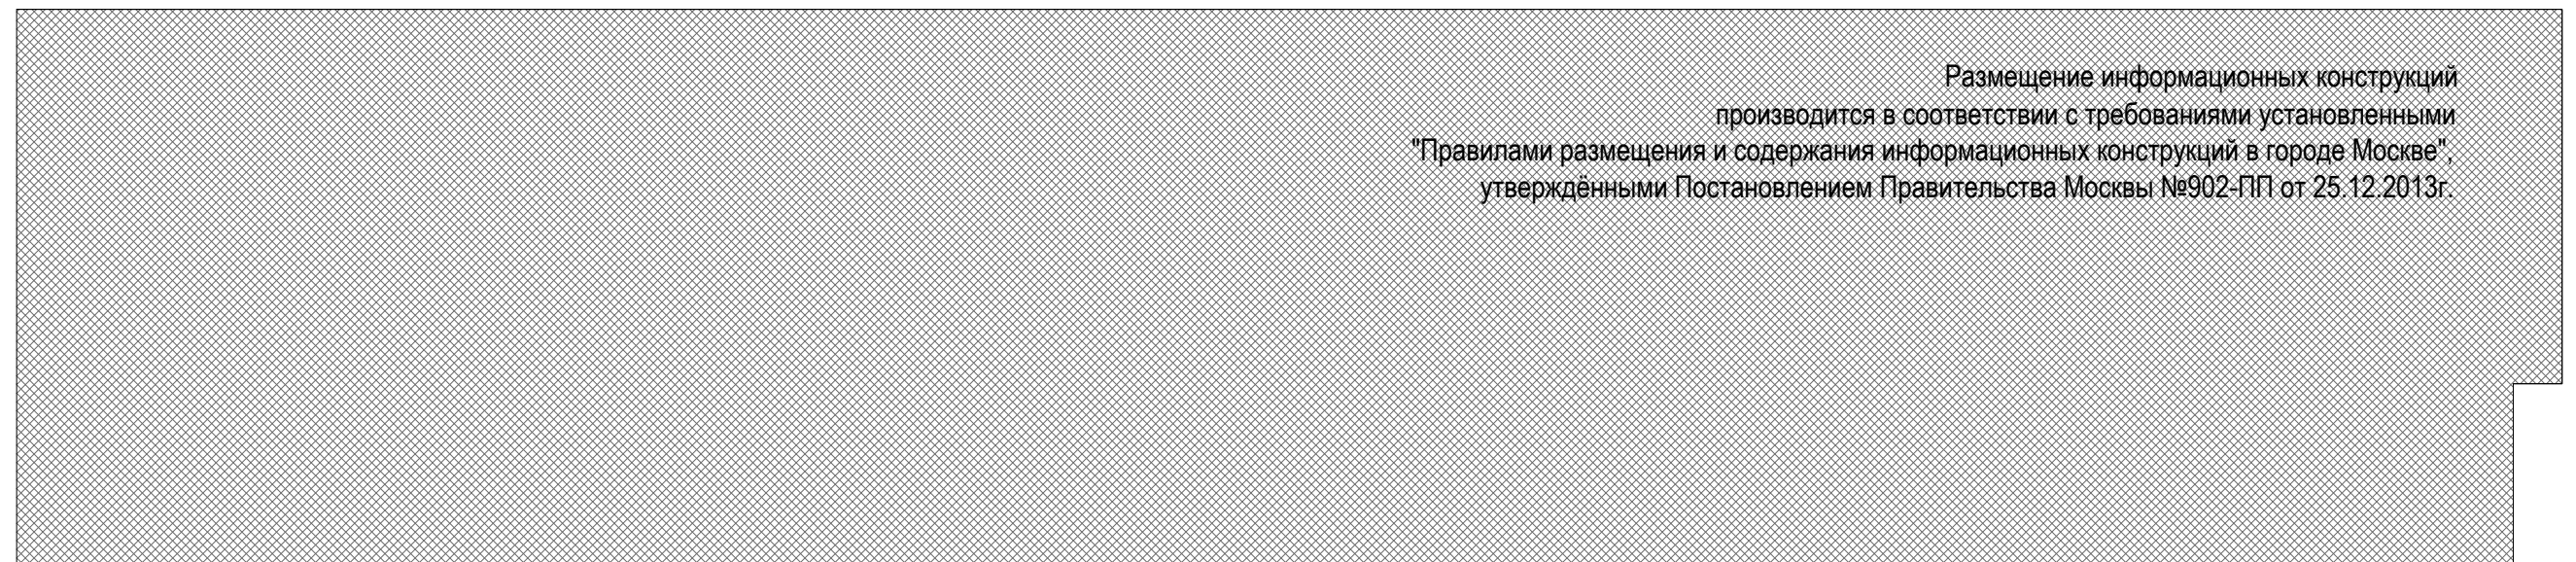 Размещение информационных конструкций
производится в соответствии с требованиями установленными
"Правилами размещения и содержания информационных конструкций в городе Москве",
утверждёнными Постановлением Правительства Москвы №902-ПП от 25.12.2013г.